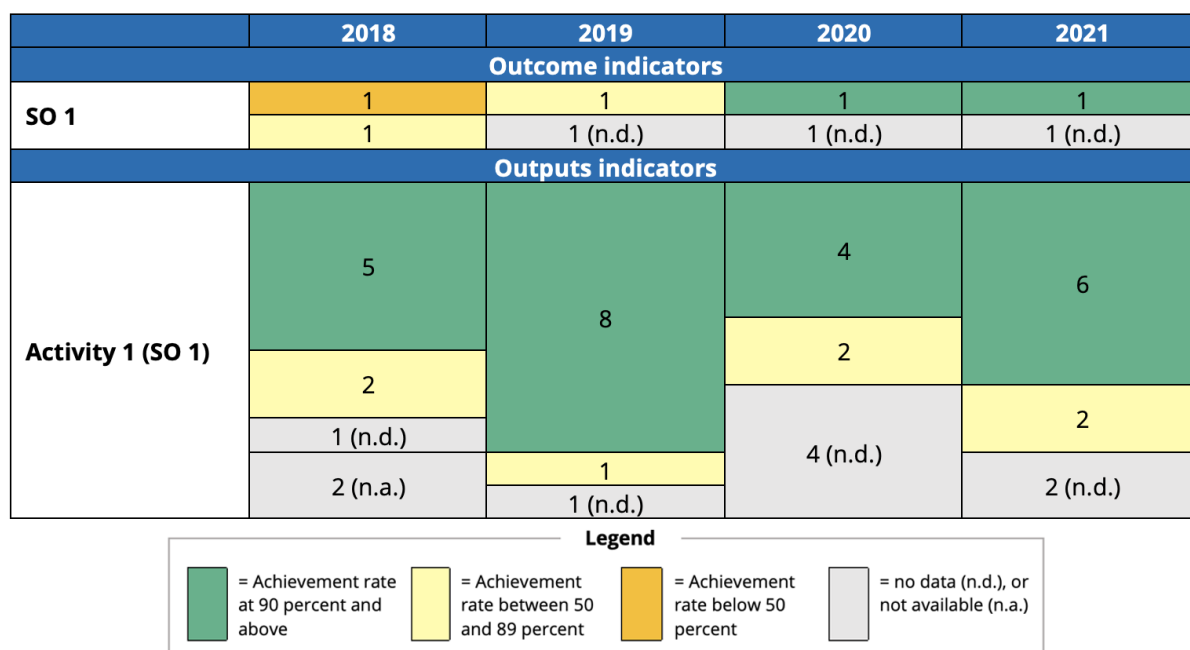 2018 2019 2020 2021
Outcome indicators
SO 1
1 1 1 1
1 1 (n.d.) 1 (n.d.) 1 (n.d.)
Outputs indicators
Activity 1 (SO 1)
5 8 4 6
2 1 2 2
1 (n.d.) 1 (n.d.) 4 (n.d.) 2 (n.d.)
2 (n.a.)
Legend
= Achievement rate
at 90 percent and
above
= Achievement
rate between 50
and 89 percent
= Achievement
rate below 50
percent
= no data (n.d.), or
not available (n.a.)